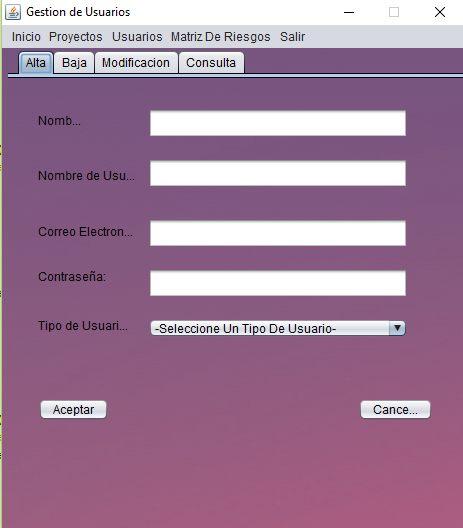 Gestion de Usuarios
Inicio Proyectos Usuarios Matriz De Riesgos Salir
Alta Baja Modificacion Consulta
Nomb...
Nombre de Usu...
Correo Electron...
Contraseña:
Tipo de Usuari...
-Seleccione Un Tipo De Usuario-
Aceptar Cance...